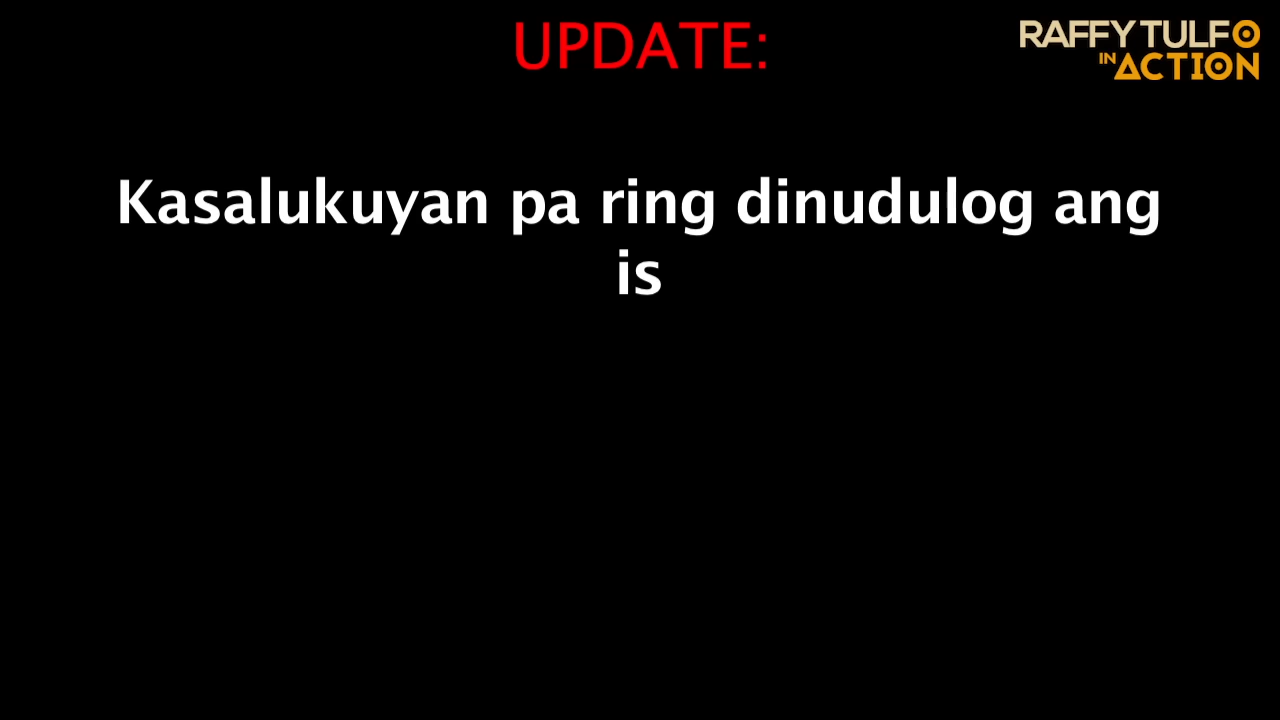 UPDATE:
RAFFY TULFO
IN ACTION
Kasalukuyan pa ring dinudulog ang
is